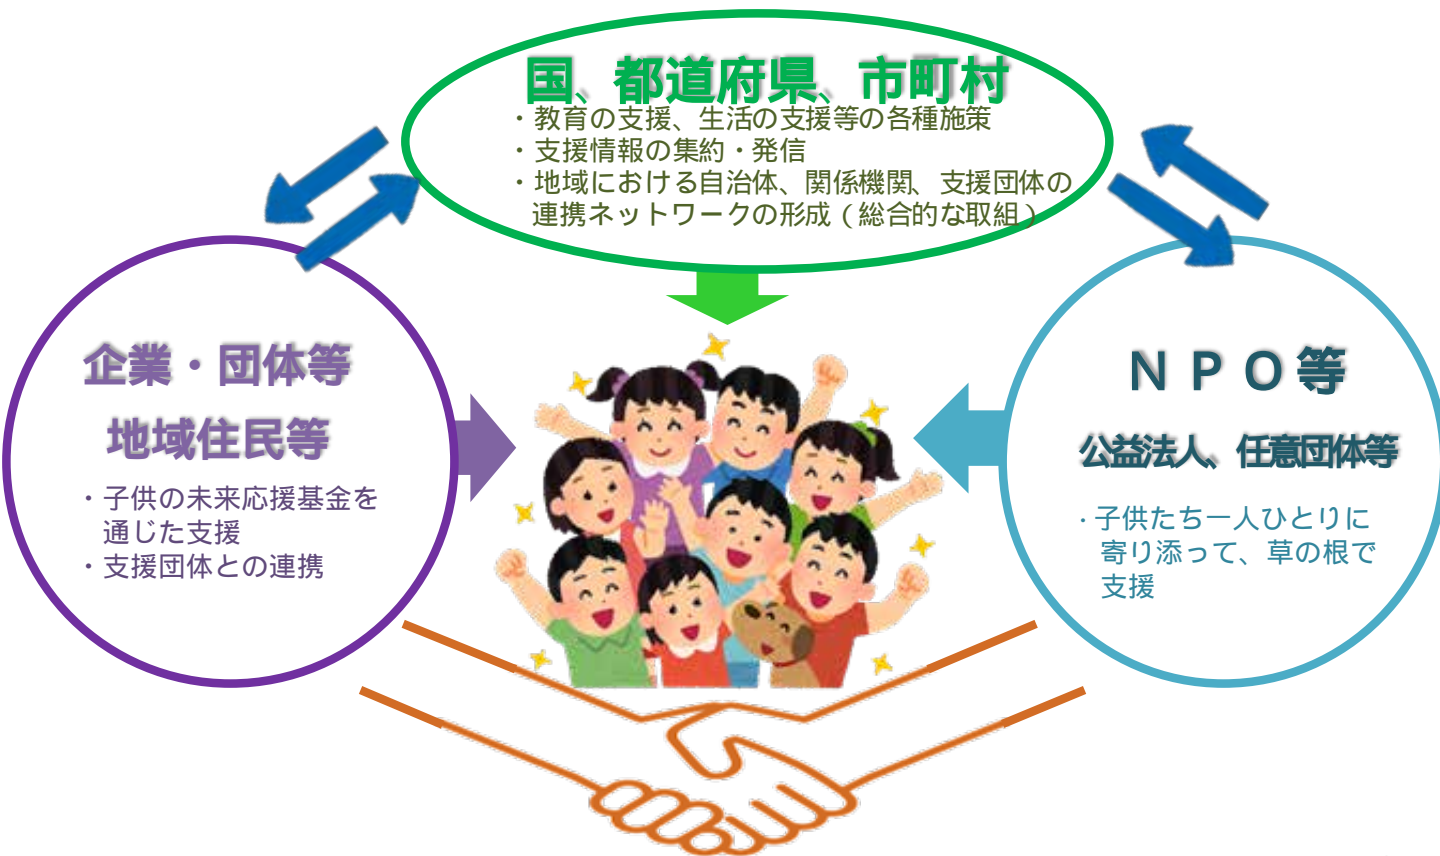 国、都道府県、市町村
・教育の支援、生活の支援等の各種施策
・支援情報の集約・発信
・地域における自治体、関係機関、支援団体の
連携ネットワークの形成(総合的な取組)
企業・団体等
地域住民等
・子供の未来応援基金を
通じた支援
・支援団体との連携
NPO等
公益法人、任意団体等
・子供たち一人ひとりに
寄り添って、草の根で
支援